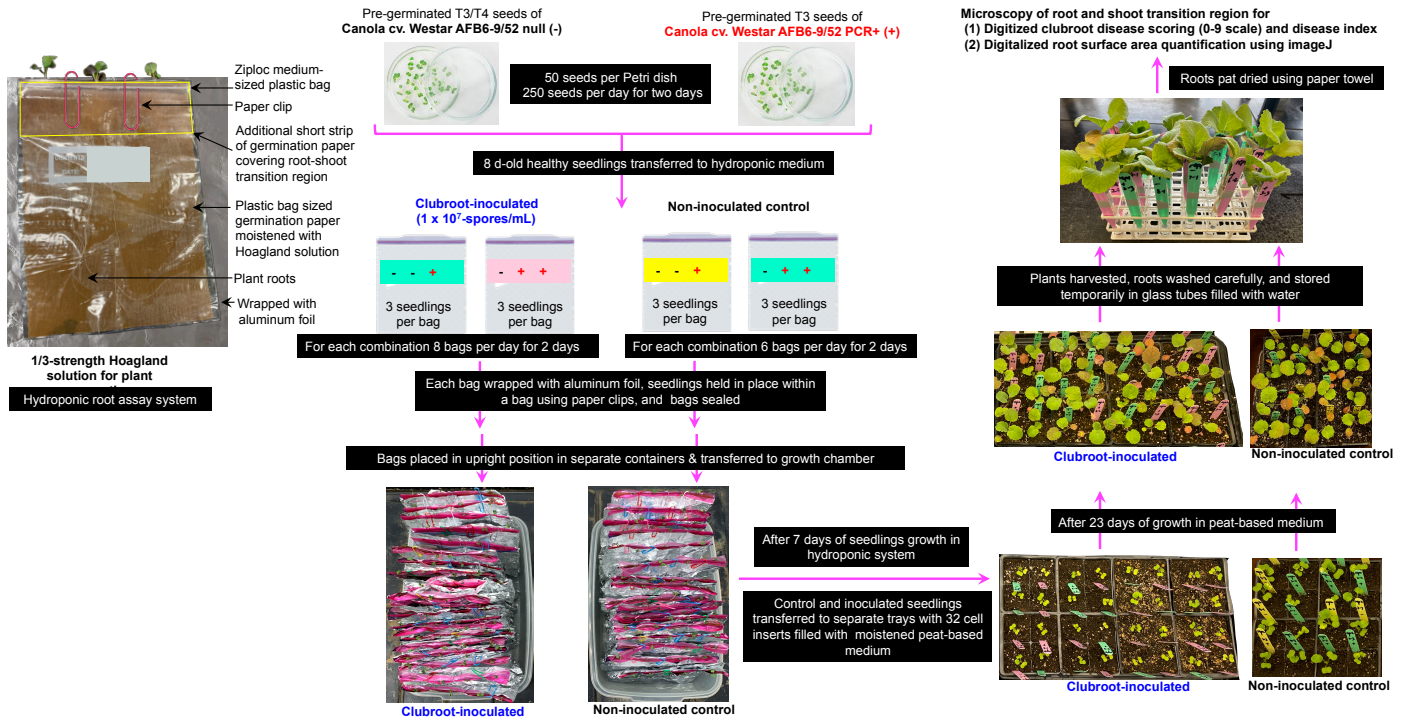 Pre-germinated T3/T4 seeds of
Canola cv. Westar AFB6-9/52 null (-)
Pre-germinated T3 seeds of
Canola cv. Westar AFB6-9/52 PCR+ (+)
50 seeds per Petri dish
250 seeds per day for two days
8 d-old healthy seedlings transferred to hydroponic medium
Ziploc medium-
sized plastic bag
Paper clip
Additional short strip
of germination paper
covering root-shoot
transition region
Plastic bag sized
germination paper
moistened with
Hoagland solution
Plant roots
Wrapped with
aluminum foil
1/3-strength Hoagland
solution for plant
Hydroponic root assay system
Clubroot-inoculated
(1 x 10⁷-spores/mL)
Non-inoculated control
- - +
- + +
- - +
- + +
3 seedlings
per bag
3 seedlings
per bag
3 seedlings
per bag
3 seedlings
per bag
For each combination 8 bags per day for 2 days
For each combination 6 bags per day for 2 days
Each bag wrapped with aluminum foil, seedlings held in place within
a bag using paper clips, and bags sealed
Bags placed in upright position in separate containers & transferred to growth chamber
Clubroot-inoculated
Non-inoculated control
After 7 days of seedlings growth in
hydroponic system
Control and inoculated seedlings
transferred to separate trays with 32 cell
inserts filled with moistened peat-based
medium
Clubroot-inoculated
Non-inoculated control
After 23 days of growth in peat-based medium
Clubroot-inoculated
Non-inoculated control
Plants harvested, roots washed carefully, and stored
temporarily in glass tubes filled with water
Roots pat dried using paper towel
Microscopy of root and shoot transition region for
(1) Digitized clubroot disease scoring (0-9 scale) and disease index
(2) Digitalized root surface area quantification using imageJ